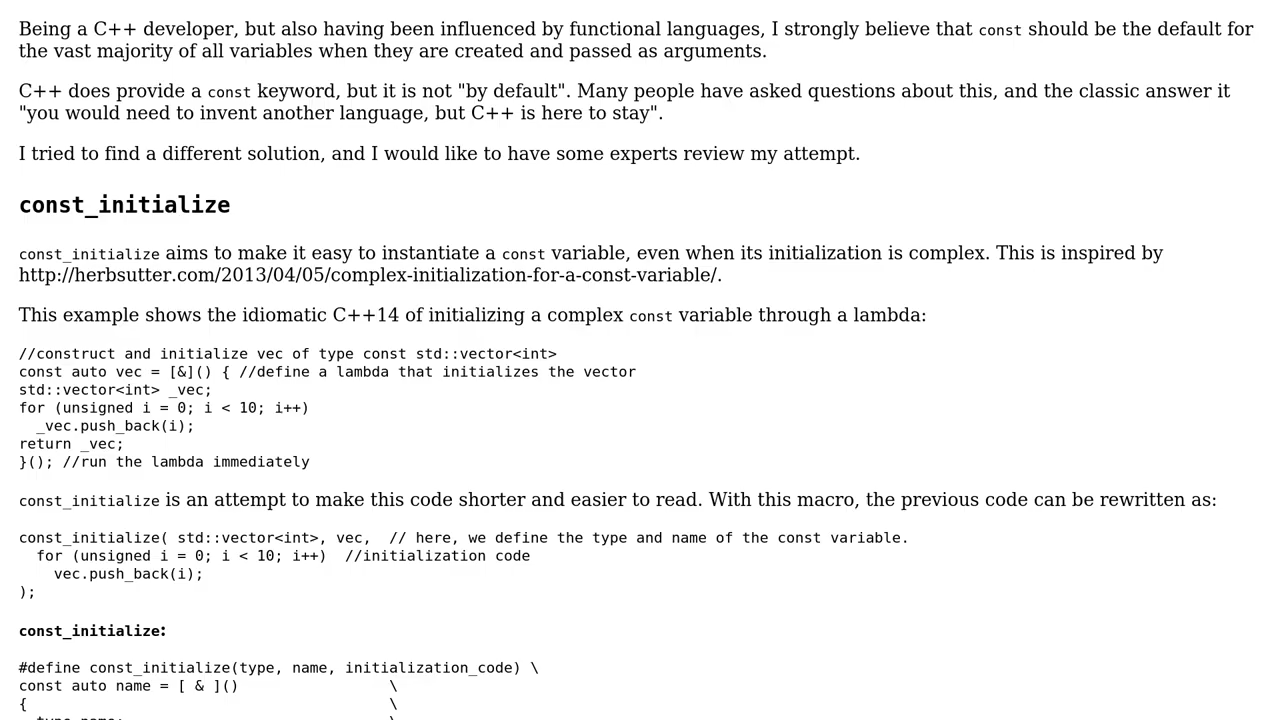 Being a C++ developer, but also having been influenced by functional languages, I strongly believe that const should be the default for
the vast majority of all variables when they are created and passed as arguments.
C++ does provide a const keyword, but it is not "by default". Many people have asked questions about this, and the classic answer it
"you would need to invent another language, but C++ is here to stay".
I tried to find a different solution, and I would like to have some experts review my attempt.
const_initialize
const_initialize aims to make it easy to instantiate a const variable, even when its initialization is complex. This is inspired by
http://herbsutter.com/2013/04/05/complex-initialization-for-a-const-variable/.
This example shows the idiomatic C++14 of initializing a complex const variable through a lambda:
//construct and initialize vec of type const std::vector<int>
const auto vec = [&]() { //define a lambda that initializes the vector
std::vector<int> _vec;
for (unsigned i = 0; i < 10; i++)
  _vec.push_back(i);
return _vec;
}(); //run the lambda immediately
const_initialize is an attempt to make this code shorter and easier to read. With this macro, the previous code can be rewritten as:
const_initialize( std::vector<int>, vec,  // here, we define the type and name of the const variable.
  for (unsigned i = 0; i < 10; i++)  //initialization code
    vec.push_back(i);
);
const_initialize:
#define const_initialize(type, name, initialization_code) \
const auto name = [ & ]()                 \
{                                         \
  type name;                              \